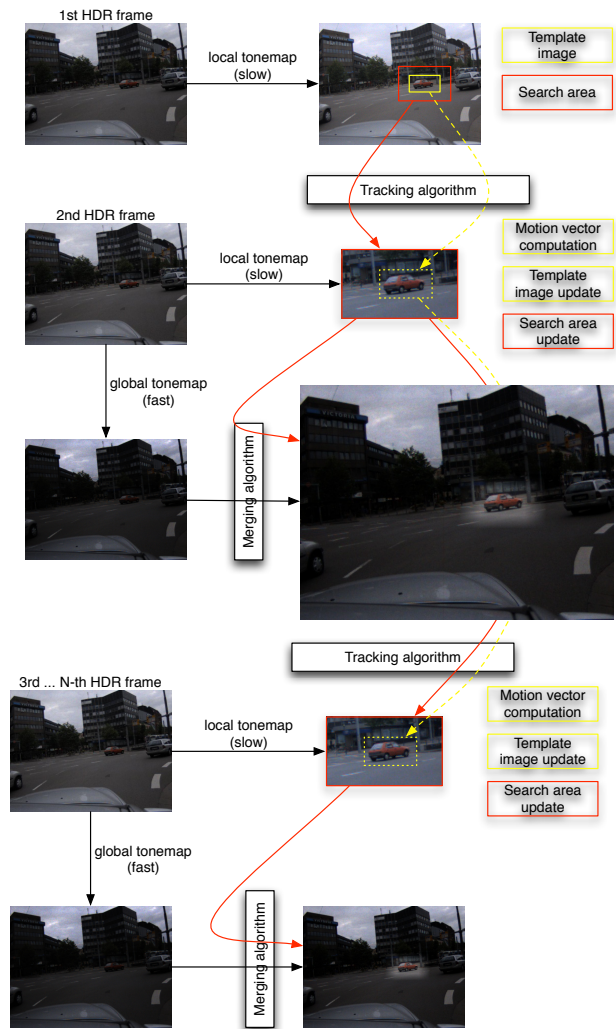 1st HDR frame
local tonemap
(slow)
Template
image
Search area
Tracking algorithm
2nd HDR frame
local tonemap
(slow)
Motion vector
computation
Template
image update
Search area
update
global tonemap
(fast)
Merging algorithm
Tracking algorithm
3rd ... N-th HDR frame
local tonemap
(slow)
Motion vector
computation
Template
image update
Search area
update
global tonemap
(fast)
Merging algorithm